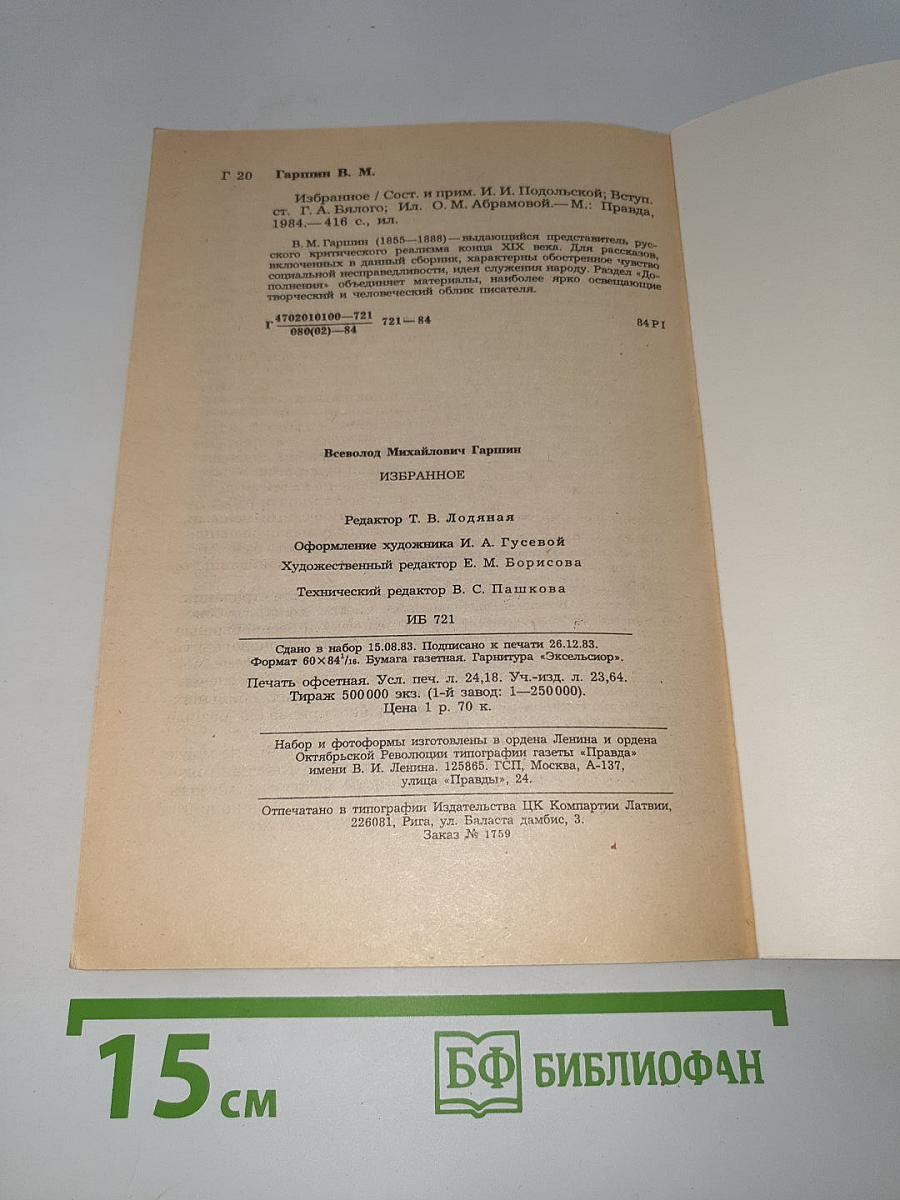 Г 20 Гаршин В. М.
Избранное / Сост. и прим. И. И. Подольской; Вступ.
ст. Г. А. Бялого; Ил. О. М. Абрамовой.— М.: Правда,
1984.— 416 с., ил.
В. М. Гаршин (1855—1888) — выдающийся представитель рус-
ского критического реализма конца XIX века. Для рассказов,
включенных в данный сборник, характерны обостренное чувство
социальной несправедливости, идея служения народу. Раздел «До-
полнения» объединяет материалы, наиболее ярко освещающие
творческий и человеческий облик писателя.
Г 4702010100—721 721—84 84 Р I
080(02)—84
Всеволод Михайлович Гаршин
ИЗБРАННОЕ
Редактор Т. В. Лодяная
Оформление художника И. А. Гусевой
Художественный редактор Е. М. Борисова
Технический редактор В. С. Пашкова
ИБ 721
Сдано в набор 15.08.83. Подписано к печати 26.12.83.
Формат 60×84¹/₁₆. Бумага газетная. Гарнитура «Эксельсиор».
Печать офсетная. Усл. печ. л. 24,18. Уч.-изд. л. 23,64.
Тираж 500 000 экз. (1-й завод: 1—250 000).
Цена 1 р. 70 к.
Набор и фотоформы изготовлены в ордена Ленина и ордена
Октябрьской Революции типографии газеты «Правда»
имени В. И. Ленина. 125865. ГСП, Москва, А-137,
улица «Правды», 24.
Отпечатано в типографии Издательства ЦК Компартии Латвии,
226081, Рига, ул. Баласта дамбис, 3.
Заказ № 1759
15 см
БФ БИБЛИОФАН